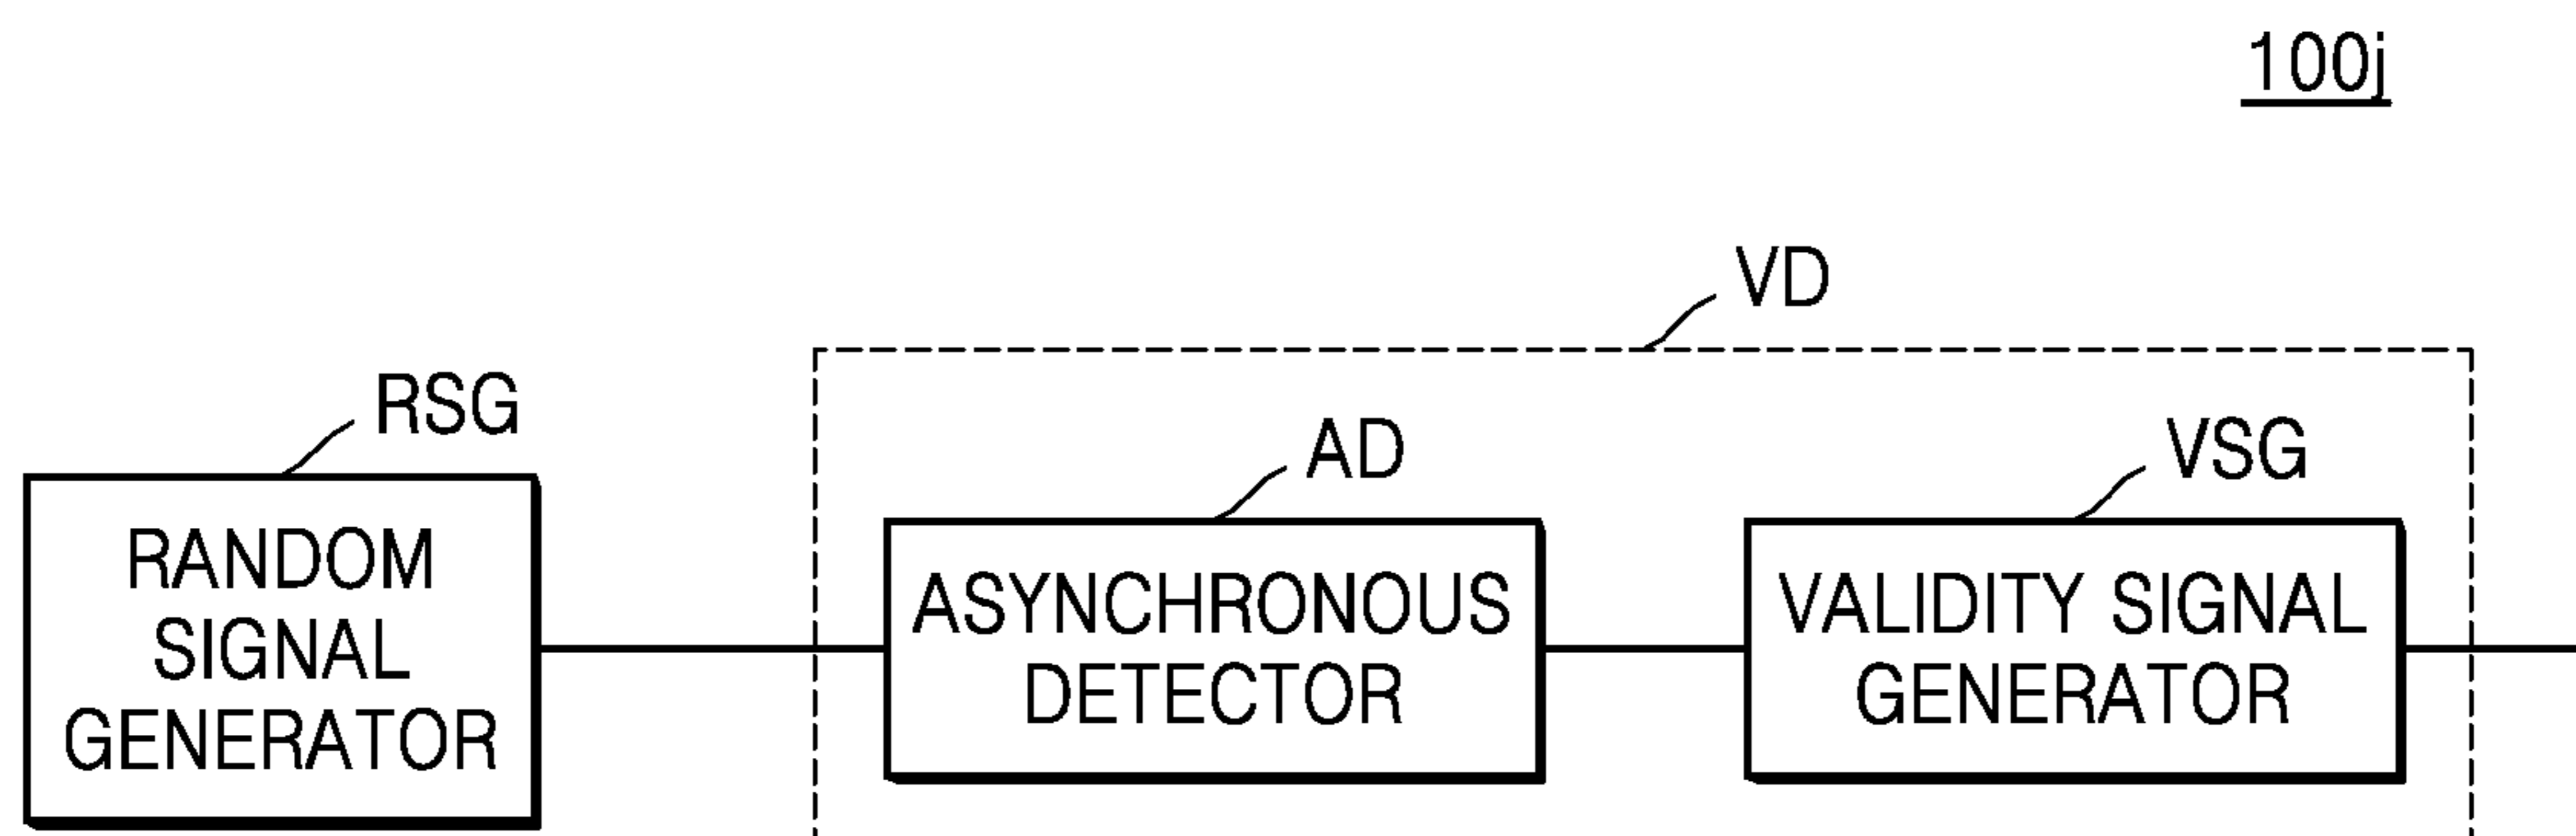 100j
VD
RSG
AD
VSG
RANDOM
SIGNAL
GENERATOR
ASYNCHRONOUS
DETECTOR
VALIDITY SIGNAL
GENERATOR